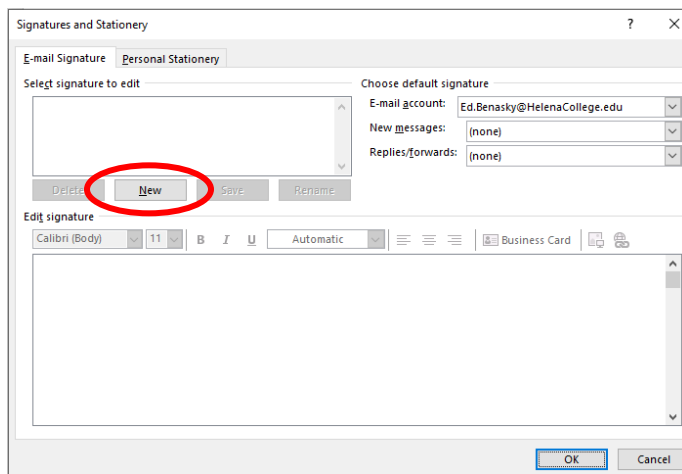 Signatures and Stationery ? ×
E-mail Signature Personal Stationery
Select signature to edit
Choose default signature
E-mail account: Ed.Benasky@HelenaCollege.edu
New messages: (none)
Replies/forwards: (none)
Delete New Save Rename
Edit signature
Calibri (Body) 11 B I U Automatic Business Card
OK Cancel